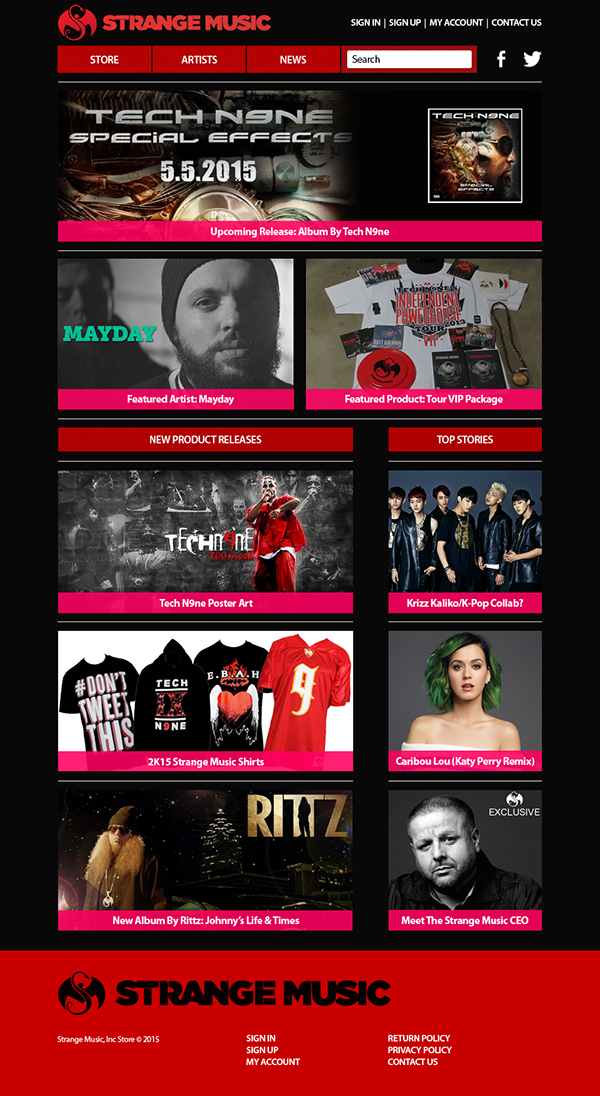 STRANGE MUSIC
SIGN IN | SIGN UP | MY ACCOUNT | CONTACT US
STORE
ARTISTS
NEWS
Search
TECH N9NE
SPECIAL EFFECTS
5.5.2015
TECH N9NE
SPECIAL
EFFECTS
Upcoming Release: Album By Tech N9ne
MAYDAY
Featured Artist: Mayday
TECH N9NE'S
INDEPENDENT
POWERHOUSE
TOUR 2013
VIP
Featured Product: Tour VIP Package
NEW PRODUCT RELEASES
TOP STORIES
TECHN9NE
Tech N9ne Poster Art
Krizz Kaliko/K-Pop Collab?
#DON'T
TWEET
THIS
TECH
N9NE
E.B.A.H
9
2K15 Strange Music Shirts
Caribou Lou (Katy Perry Remix)
RITTZ
New Album By Rittz: Johnny's Life & Times
EXCLUSIVE
Meet The Strange Music CEO
STRANGE MUSIC
Strange Music, Inc Store © 2015
SIGN IN
SIGN UP
MY ACCOUNT
RETURN POLICY
PRIVACY POLICY
CONTACT US